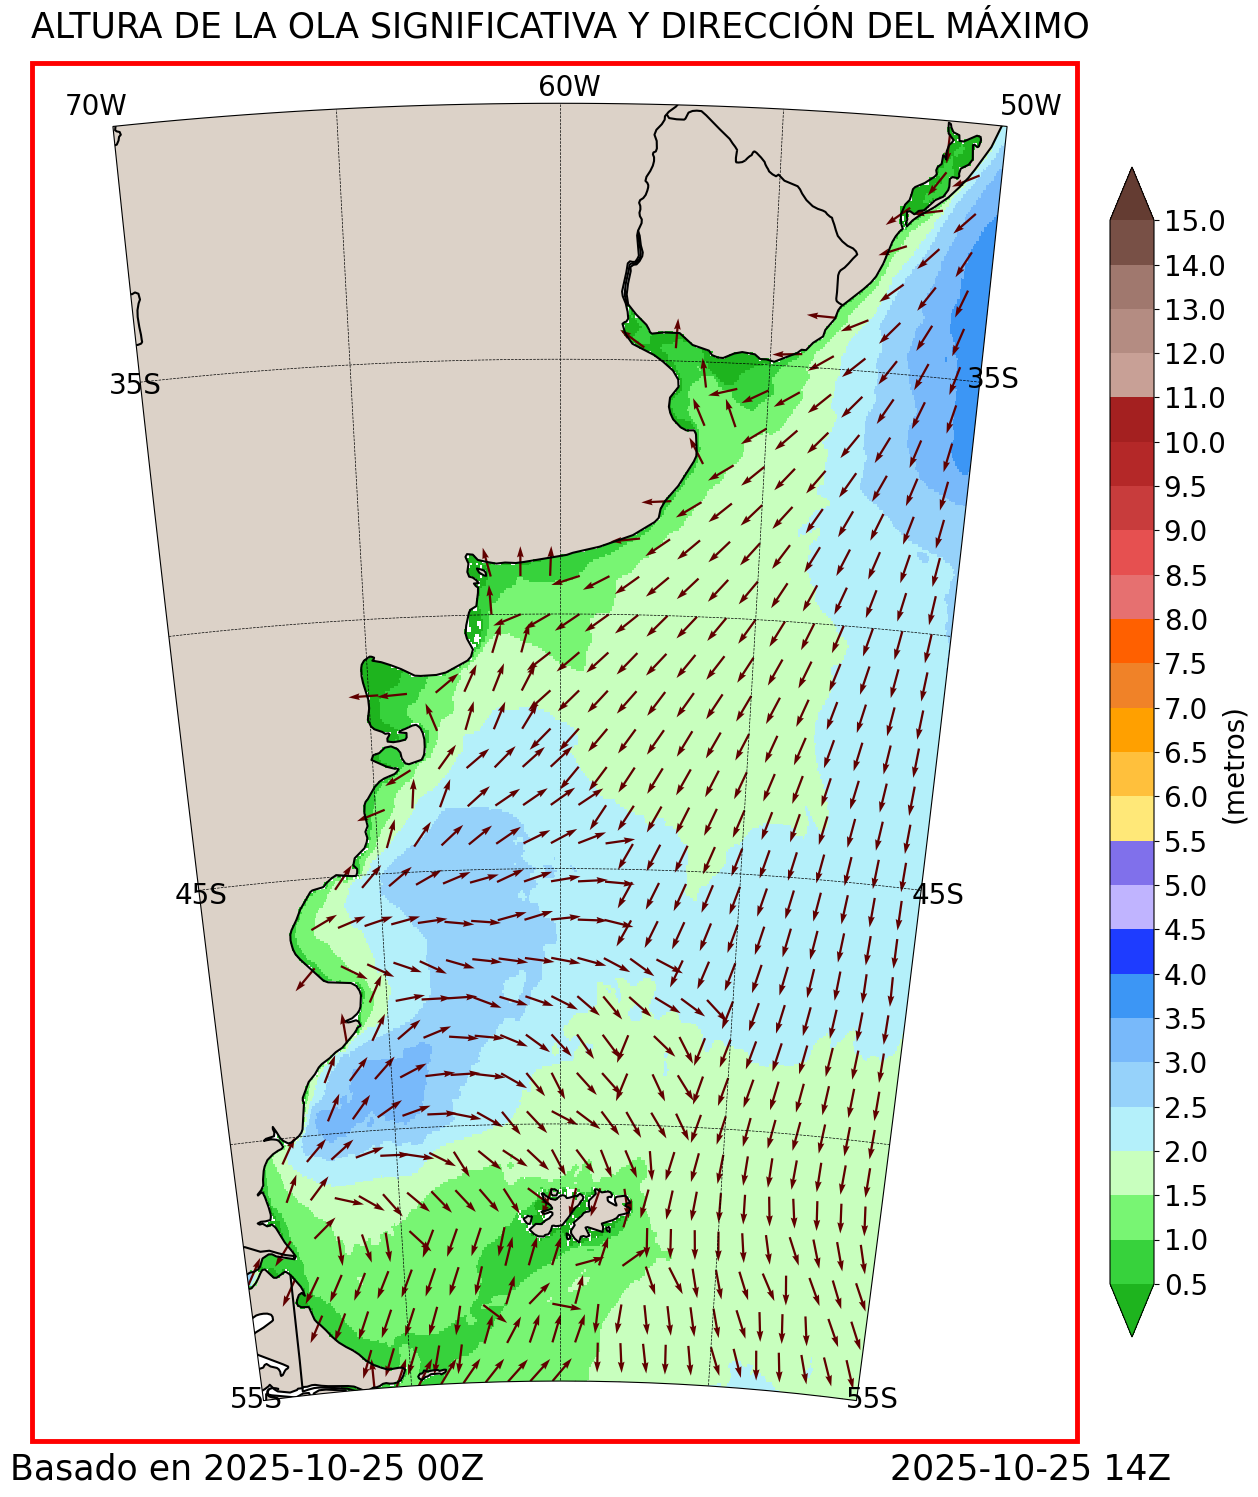 ALTURA DE LA OLA SIGNIFICATIVA Y DIRECCIÓN DEL MÁXIMO
70W
60W
50W
35S
35S
45S
45S
55S
55S
15.0
14.0
13.0
12.0
11.0
10.0
9.5
9.0
8.5
8.0
7.5
7.0
6.5
6.0
5.5
5.0
4.5
4.0
3.5
3.0
2.5
2.0
1.5
1.0
0.5
(metros)
Basado en 2025-10-25 00Z
2025-10-25 14Z